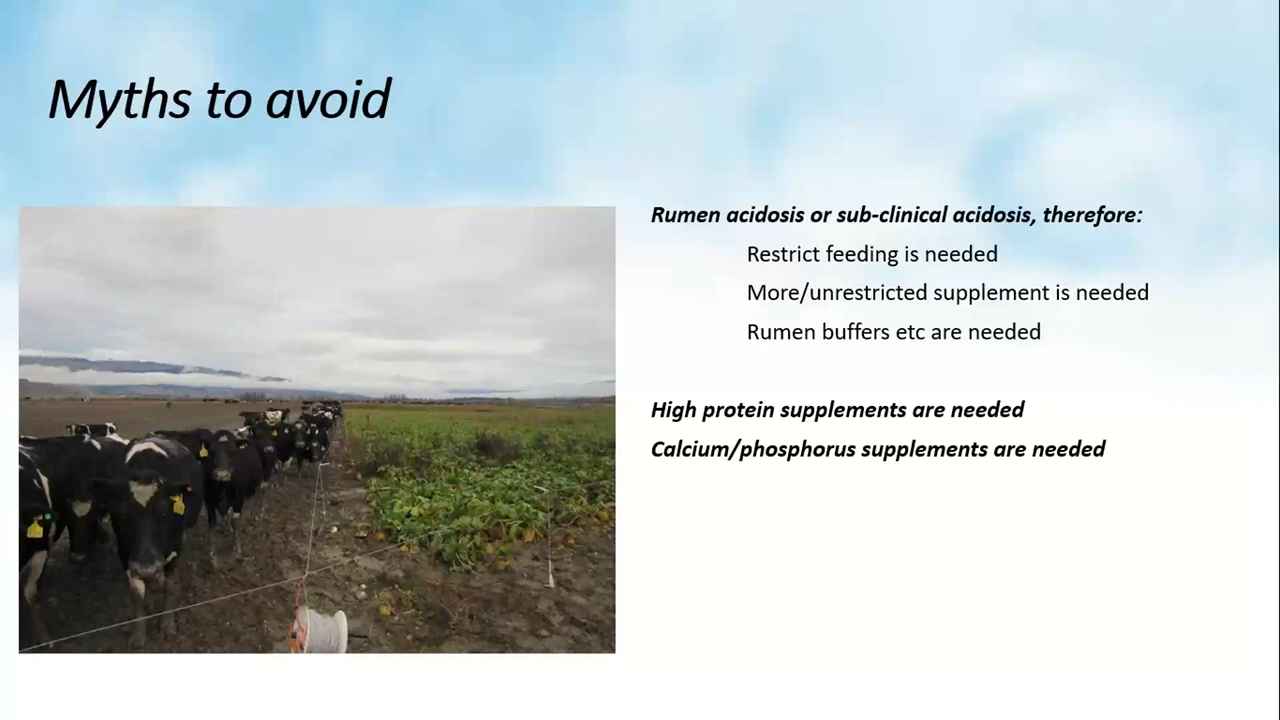 Myths to avoid
Rumen acidosis or sub-clinical acidosis, therefore:
Restrict feeding is needed
More/unrestricted supplement is needed
Rumen buffers etc are needed
High protein supplements are needed
Calcium/phosphorus supplements are needed